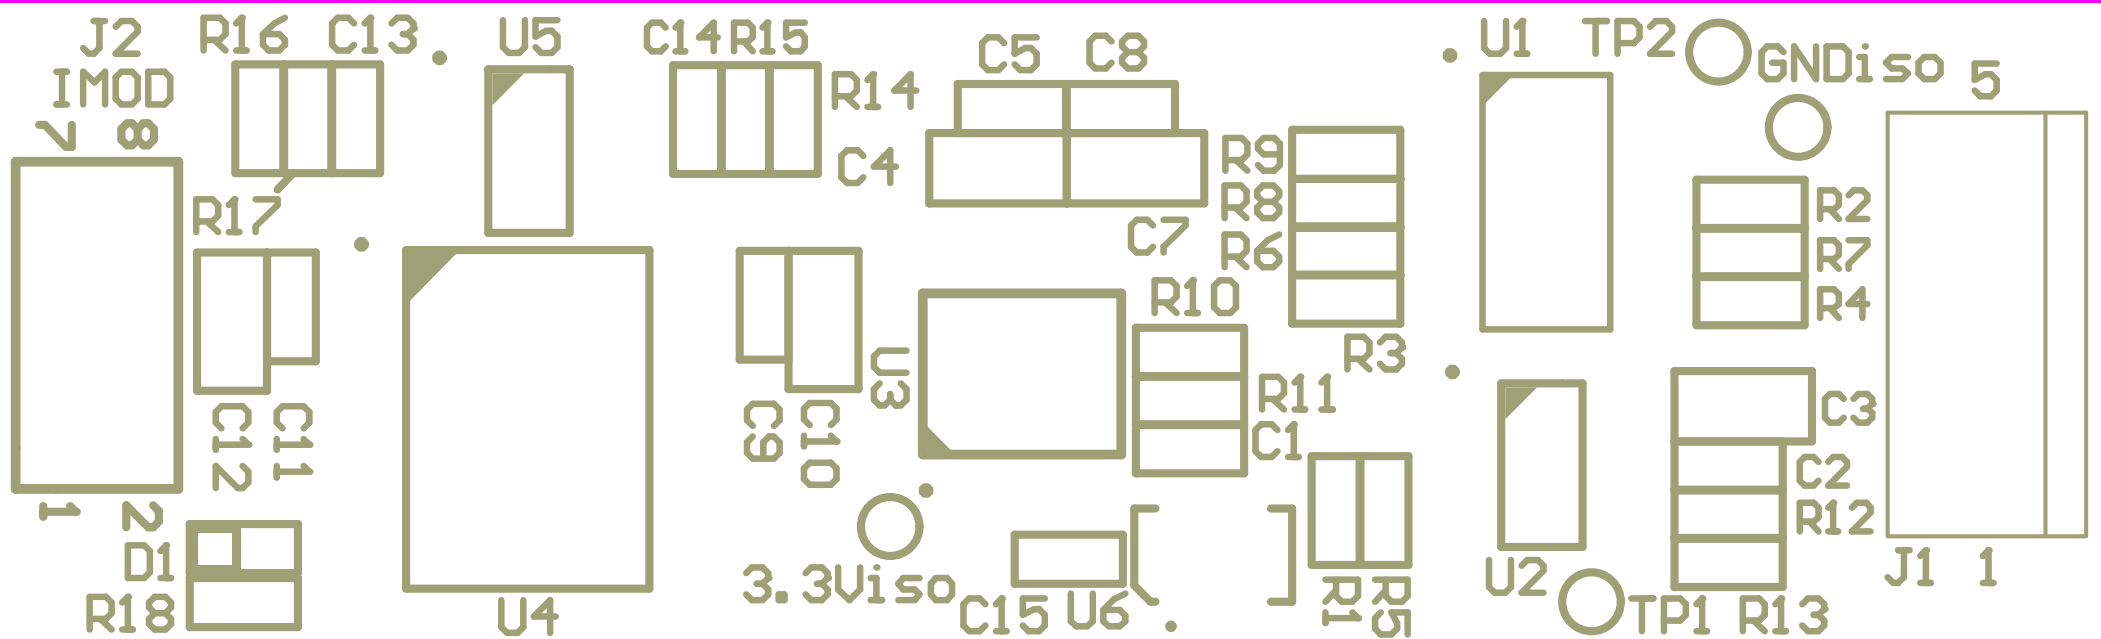 J2
IMOD
7
8
R16
C13
U5
C14
R15
R14
C4
C5
C8
C7
R9
R8
R6
U1
TP2
GNDiso
5
R17
R2
R7
R4
R10
R3
U3
R11
C1
C3
C2
R12
C12
C11
C9
C10
1
2
D1
R18
U4
3.3Viso
C15
U6
R1
R5
U2
TP1
R13
J1
1